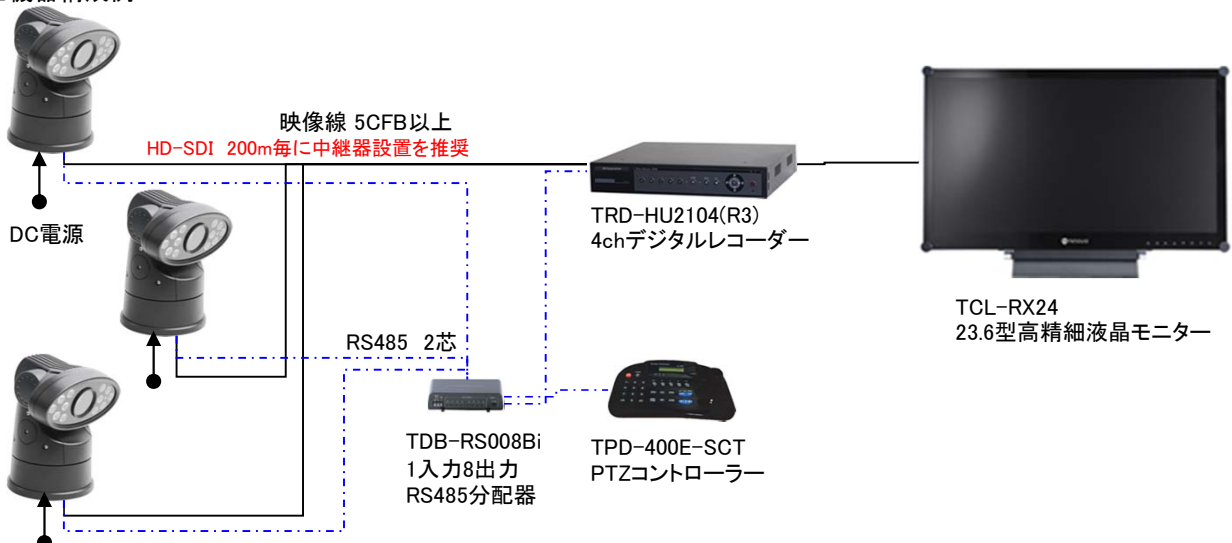 映像線 5CFB以上
HD-SDI 200m毎に中継器設置を推奨
DC電源
TRD-HU2104(R3)
4chデジタルレコーダー
TCL-RX24
23.6型高精細液晶モニター
RS485 2芯
TDB-RS008Bi
1入力8出力
RS485分配器
TPD-400E-SCT
PTZコントローラー